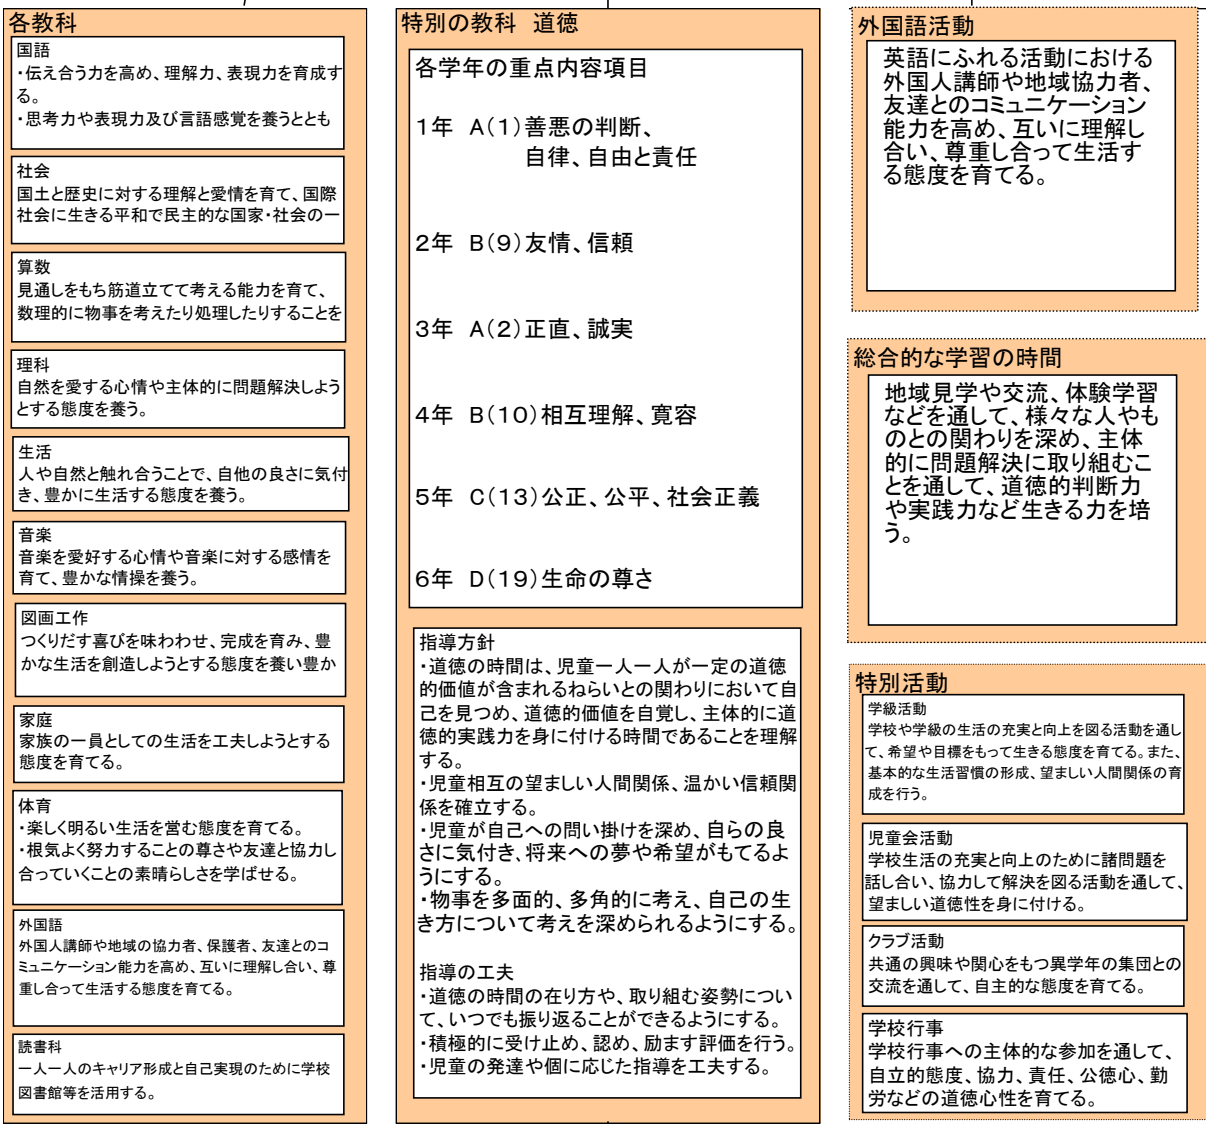 各教科
国語
・伝え合う力を高め、理解力、表現力を育成す
る。
・思考力や表現力及び言語感覚を養うととも
社会
国土と歴史に対する理解と愛情を育て、国際
社会に生きる平和で民主的な国家・社会の一
算数
見通しをもち筋道立てて考える能力を育て、
数理的に物事を考えたり処理したりすることを
理科
自然を愛する心情や主体的に問題解決しよう
とする態度を養う。
生活
人や自然と触れ合うことで、自他の良さに気付
き、豊かに生活する態度を養う。
音楽
音楽を愛好する心情や音楽に対する感情を
育て、豊かな情操を養う。
図画工作
つくりだす喜びを味わわせ、完成を育み、豊
かな生活を創造しようとする態度を養い豊か
家庭
家族の一員としての生活を工夫しようとする
態度を育てる。
体育
・楽しく明るい生活を営む態度を育てる。
・根気よく努力することの尊さや友達と協力し
合っていくことの素晴らしさを学ばせる。
外国語
外国人講師や地域の協力者、保護者、友達とのコ
ミュニケーション能力を高め、互いに理解し合い、尊
重し合って生活する態度を育てる。
読書科
一人一人のキャリア形成と自己実現のために学校
図書館等を活用する。
特別の教科 道徳
各学年の重点内容項目
1年 A(1)善悪の判断、
自律、自由と責任
2年 B(9)友情、信頼
3年 A(2)正直、誠実
4年 B(10)相互理解、寛容
5年 C(13)公正、公平、社会正義
6年 D(19)生命の尊さ
指導方針
・道徳の時間は、児童一人一人が一定の道徳
的価値が含まれるねらいとの関わりにおいて自
己を見つめ、道徳的価値を自覚し、主体的に道
徳的実践力を身に付ける時間であることを理解
する。
・児童相互の望ましい人間関係、温かい信頼関
係を確立する。
・児童が自己への問い掛けを深め、自らの良
さに気付き、将来への夢や希望がもてるよ
うにする。
・物事を多面的、多角的に考え、自己の生
き方について考えを深められるようにする。
指導の工夫
・道徳の時間の在り方や、取り組む姿勢につい
て、いつでも振り返ることができるようにする。
・積極的に受け止め、認め、励ます評価を行う。
・児童の発達や個に応じた指導を工夫する。
外国語活動
英語にふれる活動における
外国人講師や地域協力者、
友達とのコミュニケーション
能力を高め、互いに理解し
合い、尊重し合って生活す
る態度を育てる。
総合的な学習の時間
地域見学や交流、体験学習
などを通して、様々な人やも
のとの関わりを深め、主体
的に問題解決に取り組むこ
とを通して、道徳的判断力
や実践力など生きる力を培
う。
特別活動
学級活動
学校や学級の生活の充実と向上を図る活動を通し
て、希望や目標をもって生きる態度を育てる。また、
基本的な生活習慣の形成、望ましい人間関係の育
成を行う。
児童会活動
学校生活の充実と向上のために諸問題を
話し合い、協力して解決を図る活動を通して、
望ましい道徳性を身に付ける。
クラブ活動
共通の興味や関心をもつ異学年の集団との
交流を通して、自主的な態度を育てる。
学校行事
学校行事への主体的な参加を通して、
自立的態度、協力、責任、公徳心、勤
労などの道徳心性を育てる。